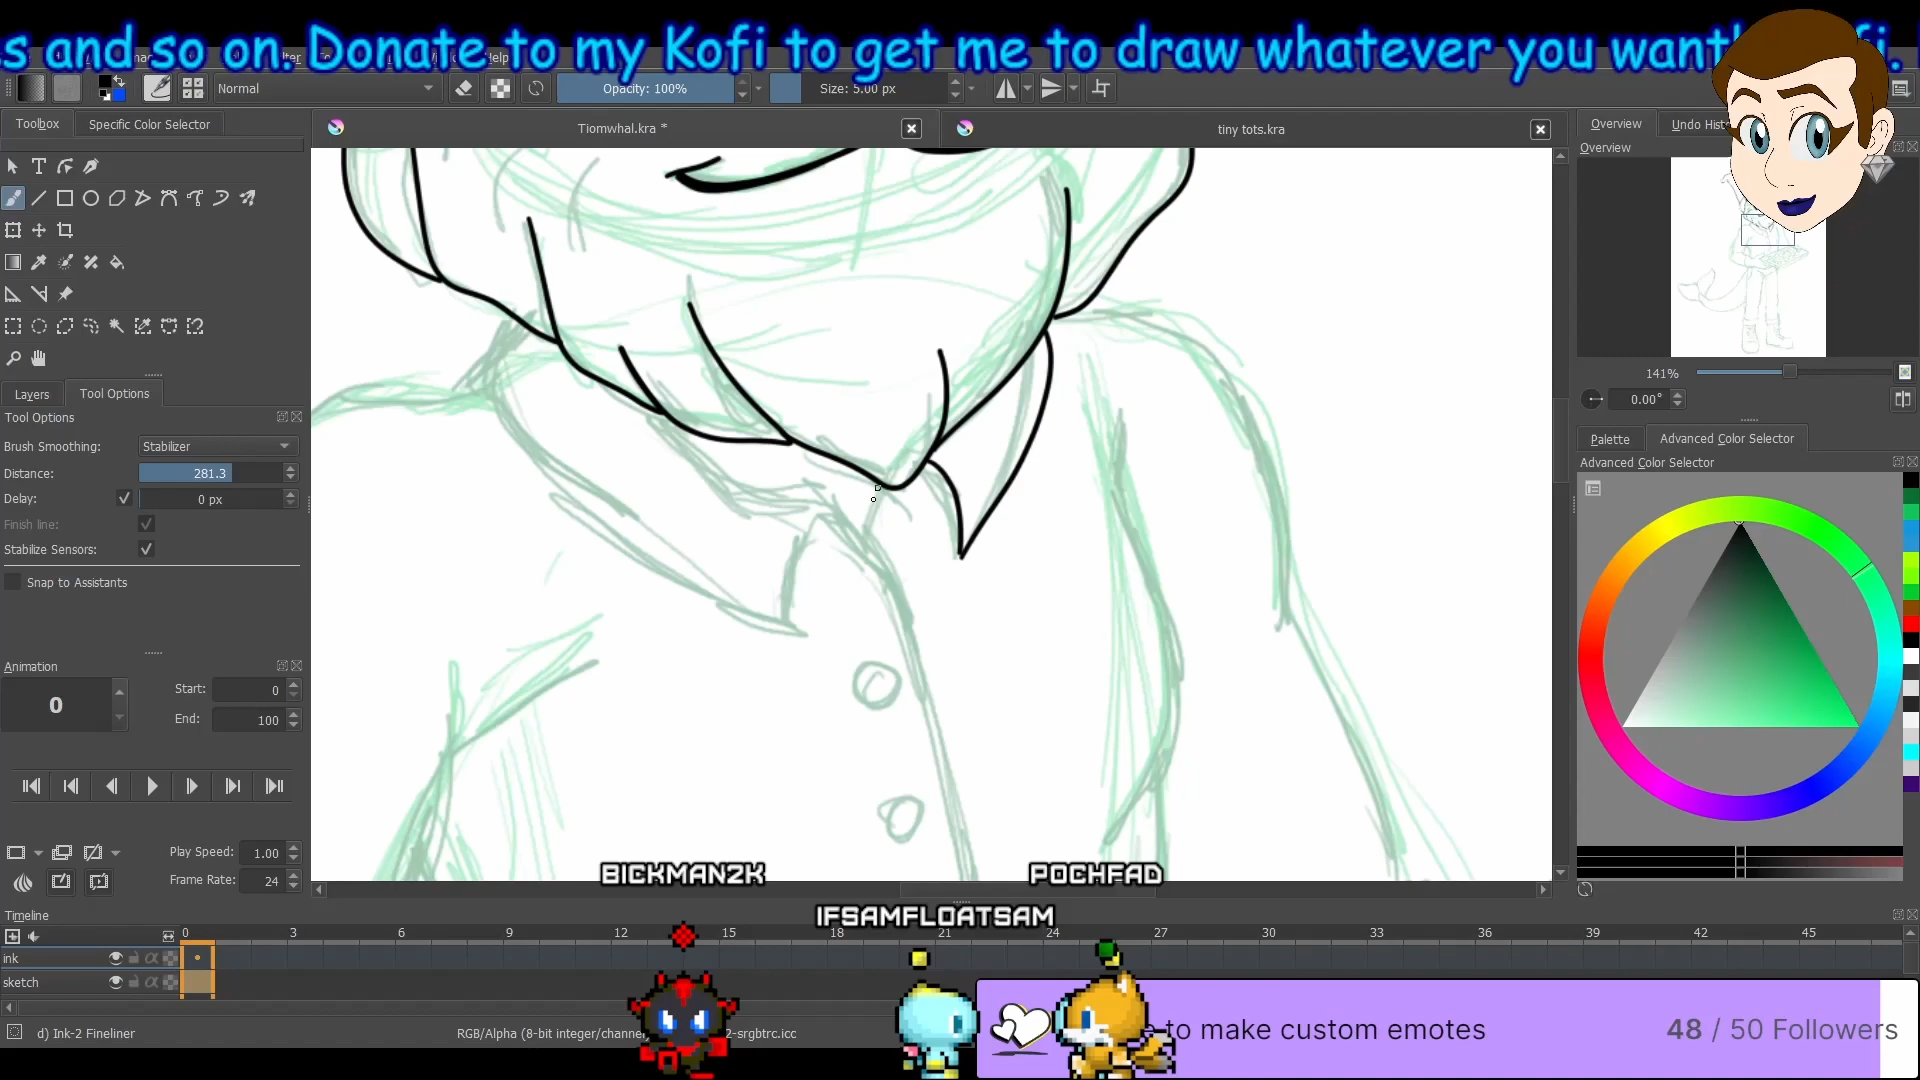 s and so on. Donate to my Kofi to get me to draw whatever you want!
Normal
Opacity: 100%
Size: 5.00 px
Toolbox
Specific Color Selector
Tiomwhal.kra *
tiny tots.kra
Overview
Undo Hist
Overview
141%
0.00°
Layers
Tool Options
Tool Options
Brush Smoothing:
Stabilizer
Distance:
281.3
Delay:
0 px
Finish line:
Stabilize Sensors:
Snap to Assistants
Palette
Advanced Color Selector
Advanced Color Selector
Animation
0
Start:
0
End:
100
Play Speed:
1.00
Frame Rate:
24
BICKMAN2K
POCHFAD
IFSAMFLOATSAM
Timeline
0 3 6 9 12 15 18 21 24 27 30 33 36 39 42 45
ink
sketch
d) Ink-2 Fineliner
RGB/Alpha (8-bit integer/channe
2-srgbtrc.icc
to make custom emotes
48 / 50 Followers